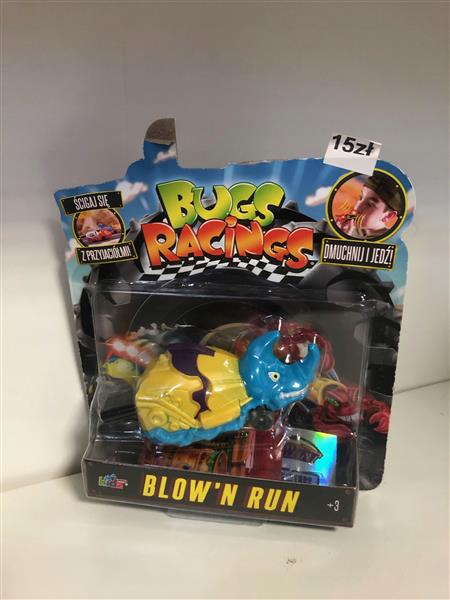 15zł
ŚCIGAJ SIĘ
Z PRZYJACIÓŁMI!
BUGS
RACINGS
DMUCHNIJ I JEDŹ!
BLOW'N RUN
+3